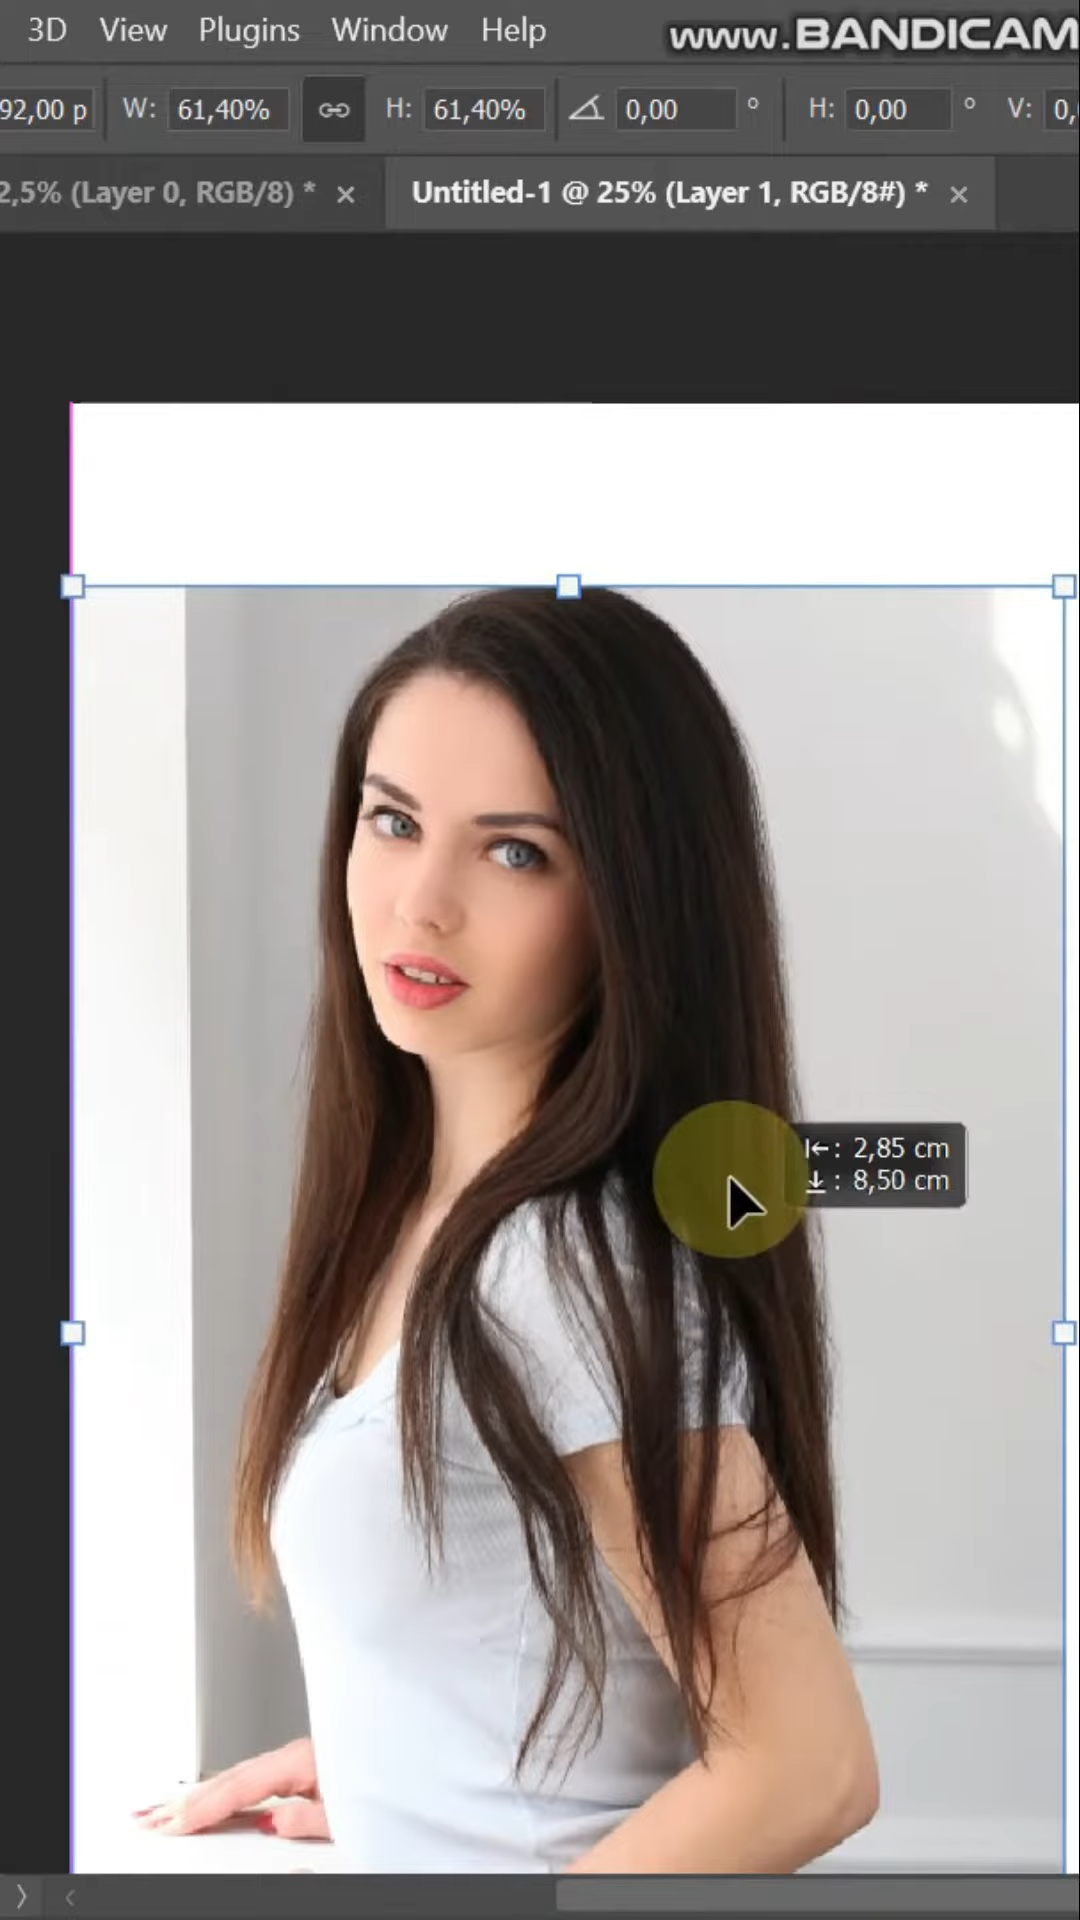 3D View Plugins Window Help www.BANDICAM
92,00 p W: 61,40% H: 61,40% 0,00 ° H: 0,00 ° V: 0,
2,5% (Layer 0, RGB/8) * × Untitled-1 @ 25% (Layer 1, RGB/8#) * ×
: 2,85 cm
: 8,50 cm